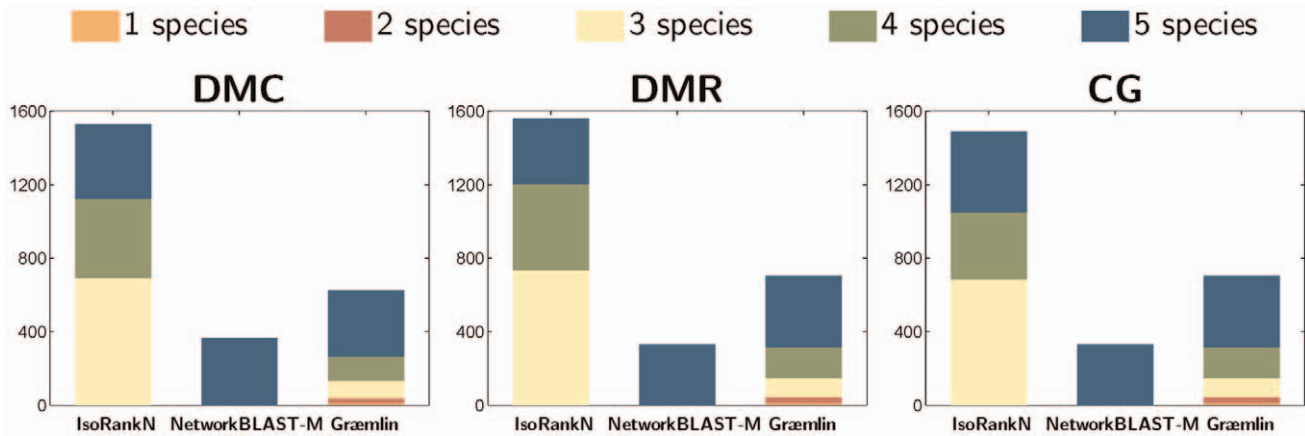 1 species 2 species 3 species 4 species 5 species
DMC DMR CG
1600 1600 1600
1200 1200 1200
800 800 800
400 400 400
0 0 0
IsoRankN NetworkBLAST-M Græmlin IsoRankN NetworkBLAST-M Græmlin IsoRankN NetworkBLAST-M Græmlin